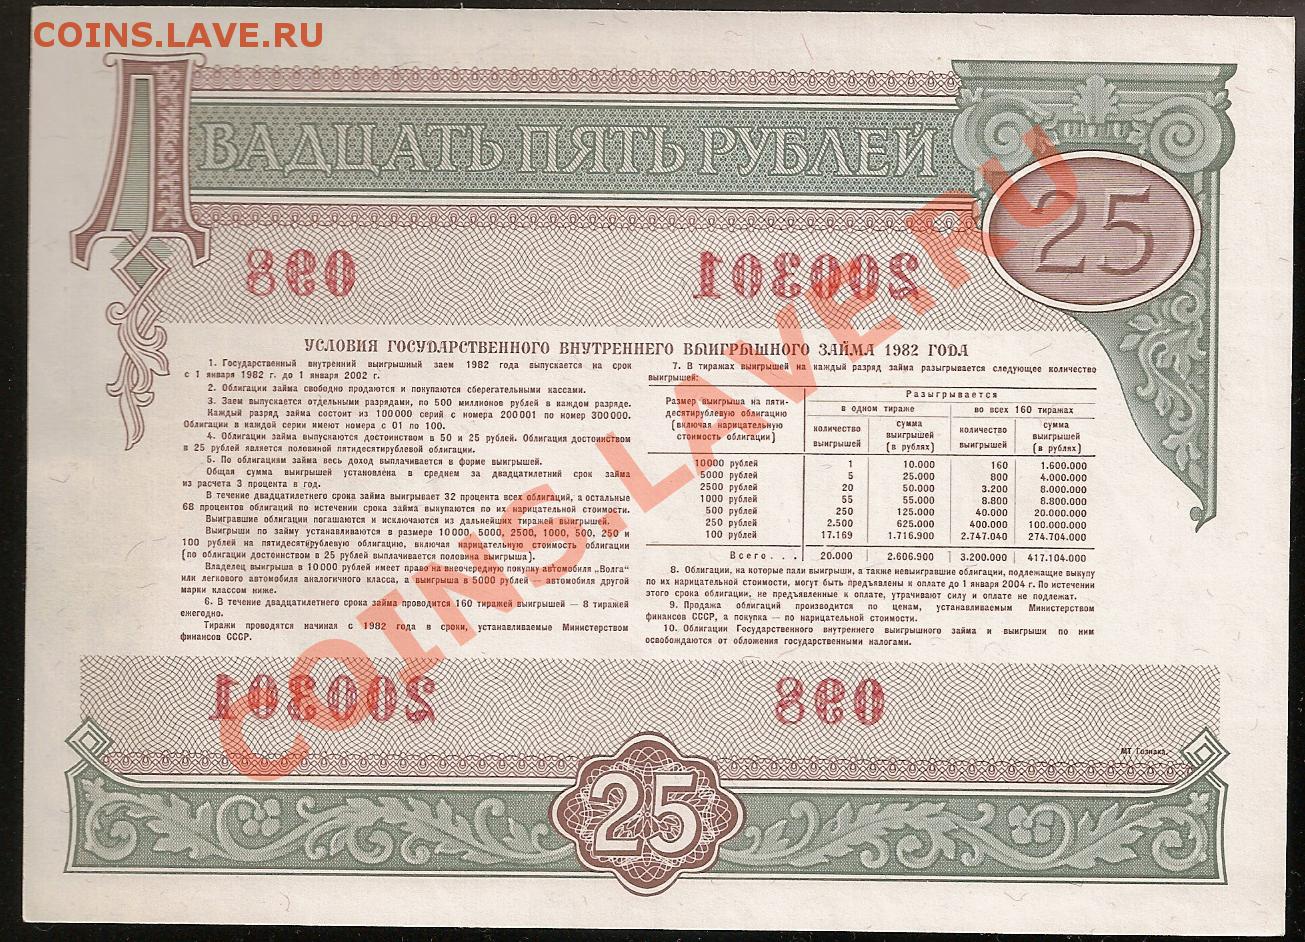 COINS.LAVE.RU
ДВАДЦАТЬ ПЯТЬ РУБЛЕЙ
25
098
200301
УСЛОВИЯ ГОСУДАРСТВЕННОГО ВНУТРЕННЕГО ВЫИГРЫШНОГО ЗАЙМА 1982 ГОДА
1. Государственный внутренний выигрышный заем 1982 года выпускается на срок
с 1 января 1982 г. до 1 января 2002 г.
2. Облигации займа свободно продаются и покупаются сберегательными кассами.
3. Заем выпускается отдельными разрядами, по 500 миллионов рублей в каждом разряде.
Каждый разряд займа состоит из 100000 серий с номера 200001 по номер 300000.
Облигации в каждой серии имеют номера с 01 по 100.
4. Облигации займа выпускаются достоинством в 50 и 25 рублей. Облигация достоинством
в 25 рублей является половиной пятидесятирублевой облигации.
5. По облигациям займа весь доход выплачивается в форме выигрышей.
Общая сумма выигрышей установлена в среднем за двадцатилетний срок займа
из расчета 3 процента в год.
В течение двадцатилетнего срока займа выигрывает 32 процента всех облигаций, а остальные
68 процентов облигаций по истечении срока займа выкупаются по их нарицательной стоимости.
Выигравшие облигации погашаются и исключаются из дальнейших тиражей выигрышей.
Выигрыши по займу устанавливаются в размере 10000, 5000, 2500, 1000, 500, 250 и
100 рублей на пятидесятирублевую облигацию, включая нарицательную стоимость облигации
(по облигации достоинством в 25 рублей выплачивается половина выигрыша).
Владелец выигрыша в 10000 рублей имеет право на внеочередную покупку автомобиля „Волга"
или легкового автомобиля аналогичного класса, а выигрыша в 5000 рублей — автомобиля другой
марки классом ниже.
6. В течение двадцатилетнего срока займа проводится 160 тиражей выигрышей — 8 тиражей
ежегодно.
Тиражи проводятся начиная с 1982 года в сроки, устанавливаемые Министерством
финансов СССР.
7. В тиражах выигрышей на каждый разряд займа разыгрывается следующее количество
выигрышей:
Размер выигрыша на пяти-
десятирублевую облигацию
(включая нарицательную
стоимость облигации)
Разыгрывается
в одном тираже во всех 160 тиражах
количество выигрышей сумма выигрышей (в рублях) количество выигрышей сумма выигрышей (в рублях)
10000 рублей 1 10.000 160 1.600.000
5000 рублей 5 25.000 800 4.000.000
2500 рублей 20 50.000 3.200 8.000.000
1000 рублей 55 55.000 8.800 8.800.000
500 рублей 250 125.000 40.000 20.000.000
250 рублей 2.500 625.000 400.000 100.000.000
100 рублей 17.169 1.716.900 2.747.040 274.704.000
Всего... 20.000 2.606.900 3.200.000 417.104.000
8. Облигации, на которые пали выигрыши, а также невыигравшие облигации, подлежащие выкупу
по их нарицательной стоимости, могут быть предъявлены к оплате до 1 января 2004 г. По истечении
этого срока облигации, не предъявленные к оплате, утрачивают силу и оплате не подлежат.
9. Продажа облигаций производится по ценам, устанавливаемым Министерством
финансов СССР, а покупка — по нарицательной стоимости.
10. Облигации Государственного внутреннего выигрышного займа и выигрыши по ним
освобождаются от обложения государственными налогами.
200301
098
МТ Гознака.
25
COINS.LAVE.RU